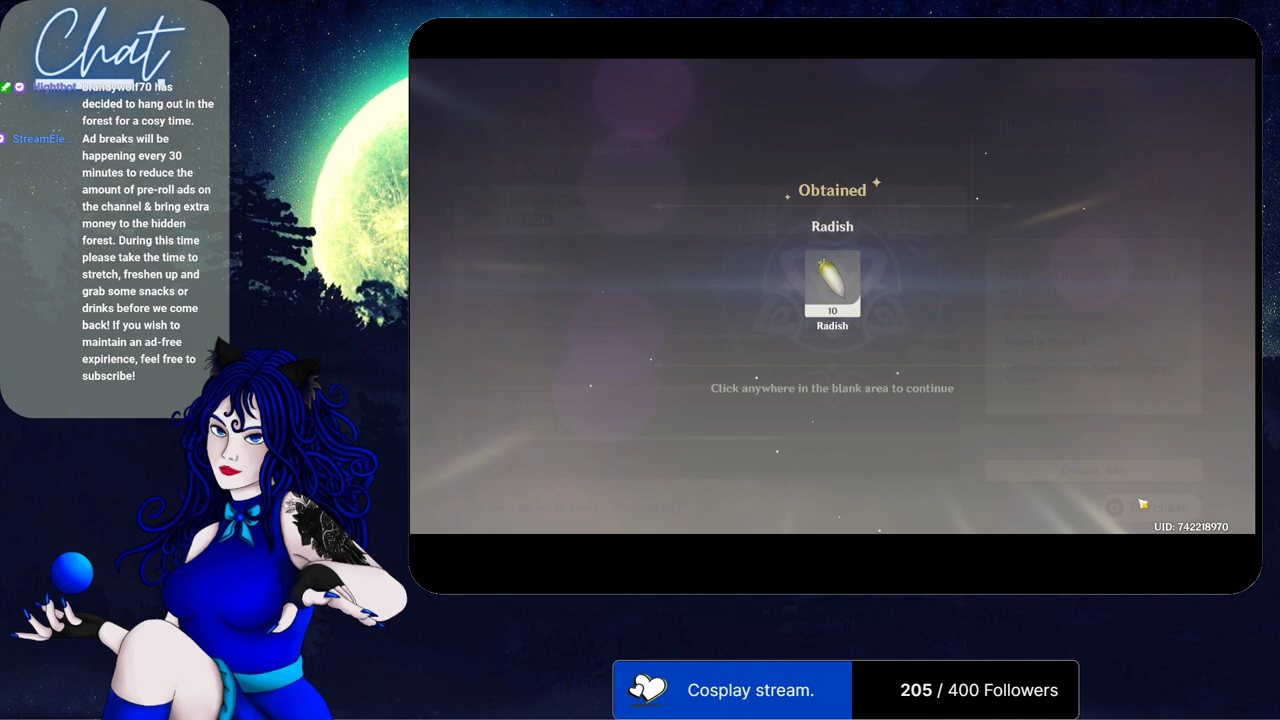 Chat
Nightbot brandywolf70 has
decided to hang out in the
forest for a cosy time.
StreamEle... Ad breaks will be
happening every 30
minutes to reduce the
amount of pre-roll ads on
the channel & bring extra
money to the hidden
forest. During this time
please take the time to
stretch, freshen up and
grab some snacks or
drinks before we come
back! If you wish to
maintain an ad-free
expirience, feel free to
subscribe!
Obtained
Radish
10
Radish
Click anywhere in the blank area to continue
Purchase
UID: 742218970
Cosplay stream.
205 / 400 Followers